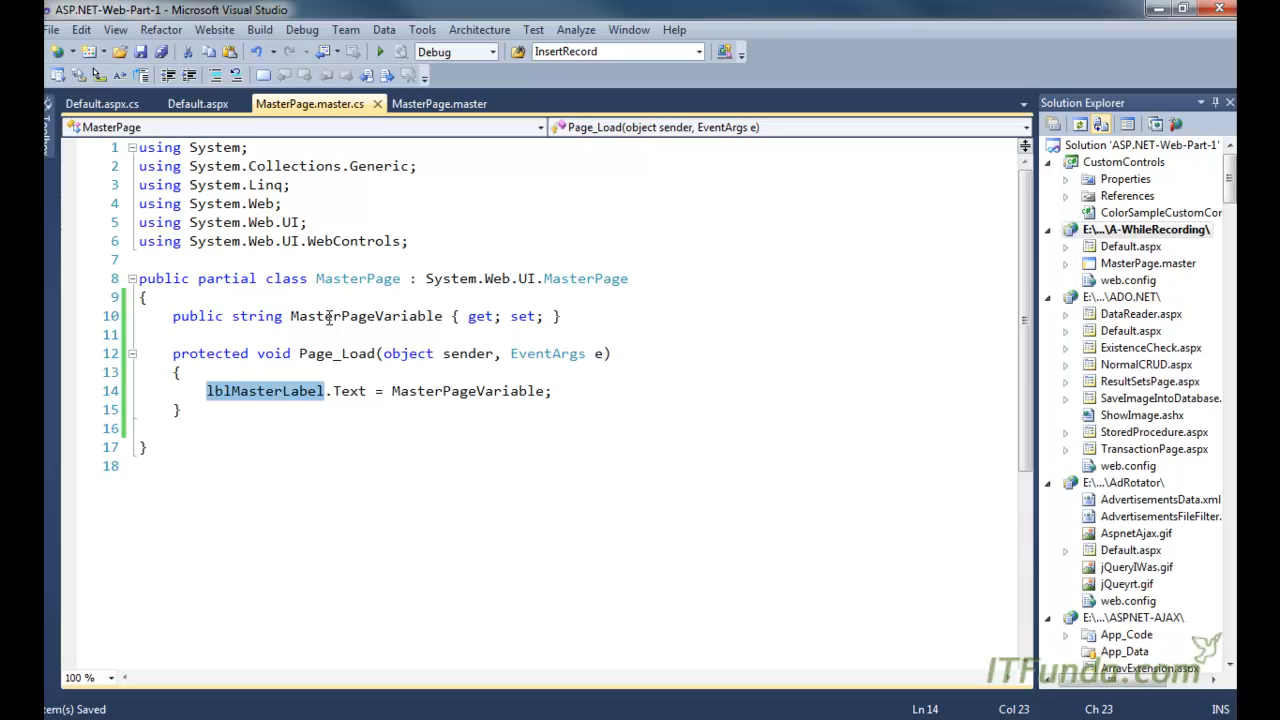 ASP.NET-Web-Part-1 - Microsoft Visual Studio
File Edit View Refactor Website Build Debug Team Data Tools Architecture Test Analyze Window Help
Debug InsertRecord
Default.aspx.cs Default.aspx MasterPage.master.cs MasterPage.master
MasterPage Page_Load(object sender, EventArgs e)
1 using System;
2 using System.Collections.Generic;
3 using System.Linq;
4 using System.Web;
5 using System.Web.UI;
6 using System.Web.UI.WebControls;
7
8 public partial class MasterPage : System.Web.UI.MasterPage
9 {
10 public string MasterPageVariable { get; set; }
11
12 protected void Page_Load(object sender, EventArgs e)
13 {
14 lblMasterLabel.Text = MasterPageVariable;
15 }
16
17 }
18
100 %
Solution Explorer
Solution 'ASP.NET-Web-Part-1'
CustomControls
Properties
References
ColorSampleCustomCor
E:\...\A-WhileRecording\
Default.aspx
MasterPage.master
web.config
E:\...\ADO.NET\
DataReader.aspx
Default.aspx
ExistenceCheck.aspx
NormalCRUD.aspx
ResultSetsPage.aspx
SaveImageIntoDatabase.
ShowImage.ashx
StoredProcedure.aspx
TransactionPage.aspx
web.config
E:\...\AdRotator\
AdvertisementsData.xml
AdvertisementsFileFilter.
AspnetAjax.gif
Default.aspx
jQueryIWas.gif
jQueyrt.gif
web.config
E:\...\ASPNET-AJAX\
App_Code
App_Data
ArrayExtension.aspx
ITFunda.com
tem(s) Saved Ln 14 Col 23 Ch 23 INS